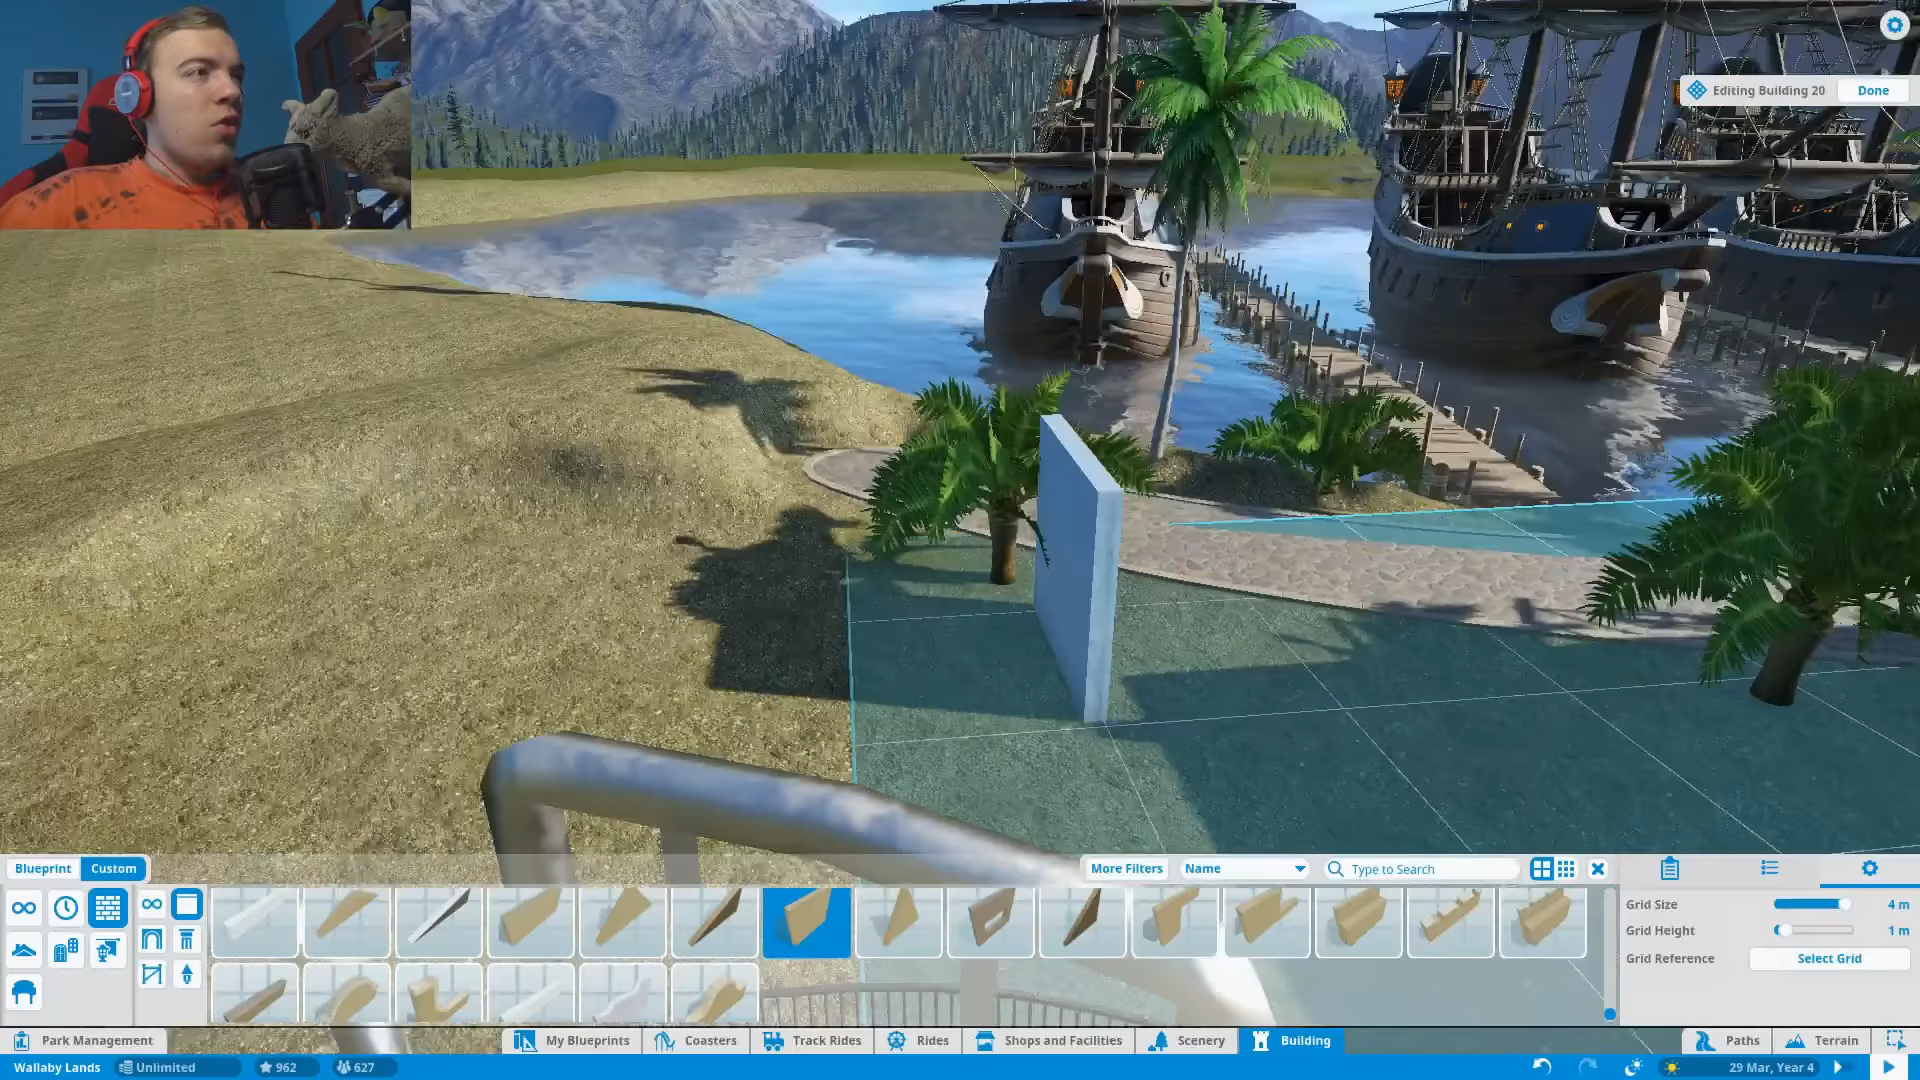 Editing Building 20 Done
Blueprint Custom
More Filters Name Type to Search
Grid Size 4 m
Grid Height 1 m
Grid Reference Select Grid
Park Management My Blueprints Coasters Track Rides Rides Shops and Facilities Scenery Building Paths Terrain
Wallaby Lands Unlimited 962 627 29 Mar, Year 4